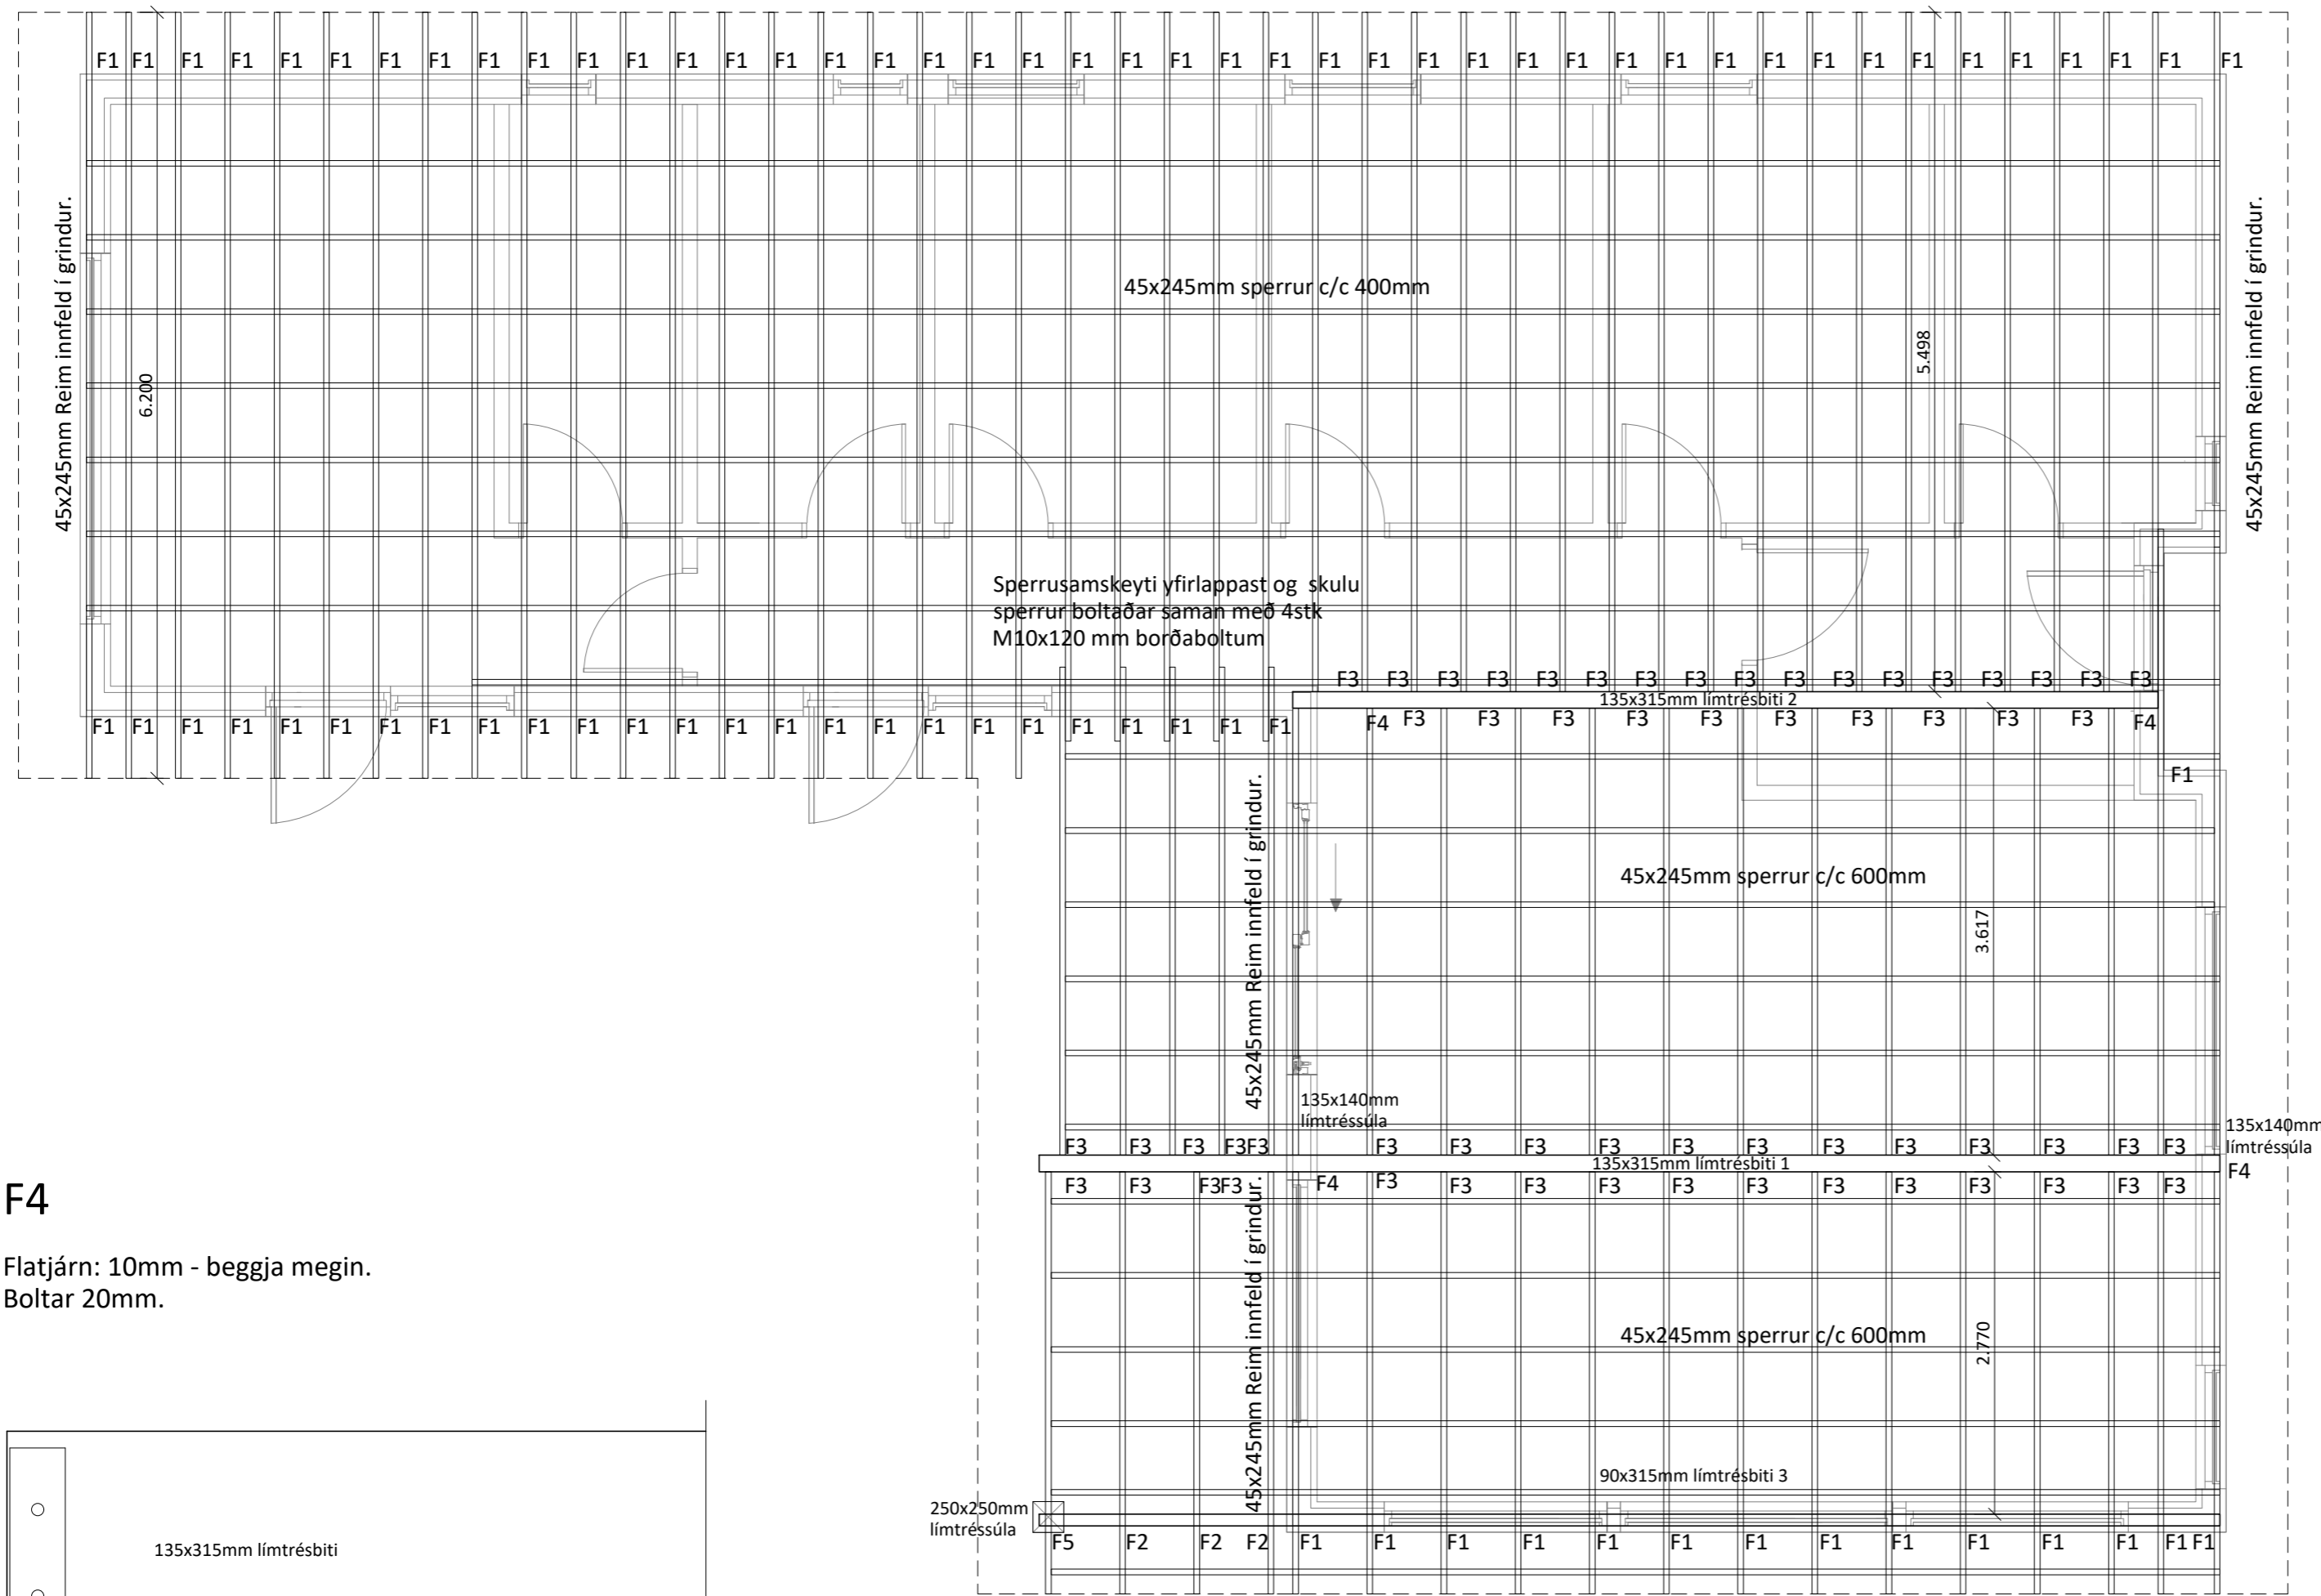 F1 F1 F1 F1 F1 F1 F1 F1 F1 F1 F1 F1 F1 F1 F1 F1 F1 F1 F1 F1 F1 F1 F1 F1 F1 F1 F1 F1 F1 F1 F1 F1 F1 F1 F1 F1 F1 F1 F1 F1 F1 F1 F1 F1
45x245mm Reim innfeld í grindur.
6.200
45x245mm sperrur c/c 400mm
5.498
45x245mm Reim innfeld í grindur.
Sperrusamskeyti yfirlappast og skulu
sperrur boltaðar saman með 4stk
M10x120 mm borðaboltum
F3 F3 F3 F3 F3 F3 F3 F3 F3 F3 F3 F3 F3 F3 F3 F3 F3
135x315mm límtrésbiti 2
F1 F1 F1 F1 F1 F1 F1 F1 F1 F1 F1 F1 F1 F1 F1 F1 F1 F1 F1 F1 F1 F1 F1 F1 F1
F4 F3 F3 F3 F3 F3 F3 F3 F3 F3 F3 F4
F1
45x245mm Reim innfeld í grindur.
45x245mm sperrur c/c 600mm
3.617
135x140mm
límtréssúla
135x140mm
límtréssúla
F3 F3 F3 F3 F3 F3 F3 F3 F3 F3 F3 F3 F3 F3 F3 F3 F3
135x315mm límtrésbiti 1
F3 F3 F3 F3 F4 F3 F3 F3 F3 F3 F3 F3 F3 F3 F3 F3 F3 F4
F4
Flatjárn: 10mm - beggja megin.
Boltar 20mm.
45x245mm Reim innfeld í grindur.
45x245mm sperrur c/c 600mm
2.770
90x315mm límtrésbiti 3
250x250mm
límtréssúla
F5 F2 F2 F2 F1 F1 F1 F1 F1 F1 F1 F1 F1 F1 F1 F1 F1 F1
135x315mm límtrésbiti